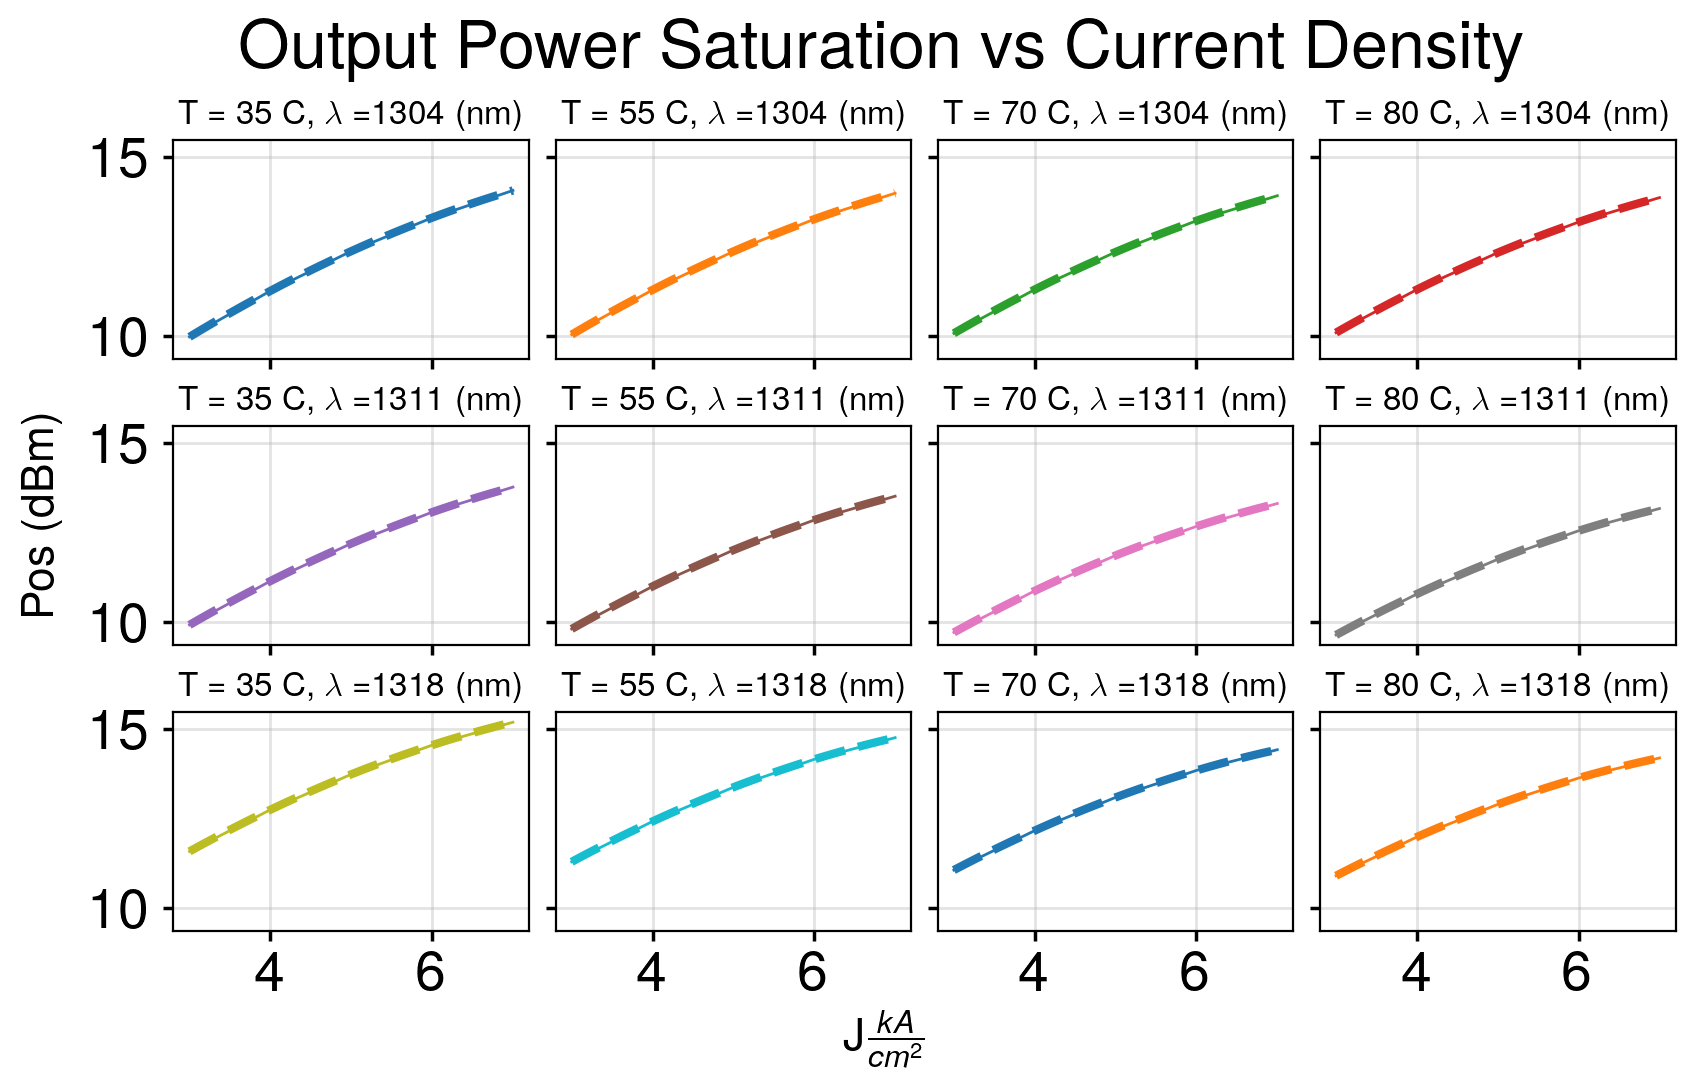 Output Power Saturation vs Current Density
T = 35 C, λ =1304 (nm)
T = 55 C, λ =1304 (nm)
T = 70 C, λ =1304 (nm)
T = 80 C, λ =1304 (nm)
15
10
T = 35 C, λ =1311 (nm)
T = 55 C, λ =1311 (nm)
T = 70 C, λ =1311 (nm)
T = 80 C, λ =1311 (nm)
15
10
Pos (dBm)
T = 35 C, λ =1318 (nm)
T = 55 C, λ =1318 (nm)
T = 70 C, λ =1318 (nm)
T = 80 C, λ =1318 (nm)
15
10
4 6 4 6 4 6 4 6
J kA/cm²